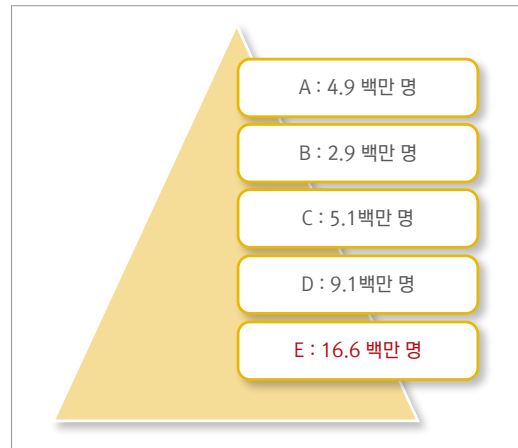 A : 4.9 백만 명
B : 2.9 백만 명
C : 5.1백만 명
D : 9.1백만 명
E : 16.6 백만 명